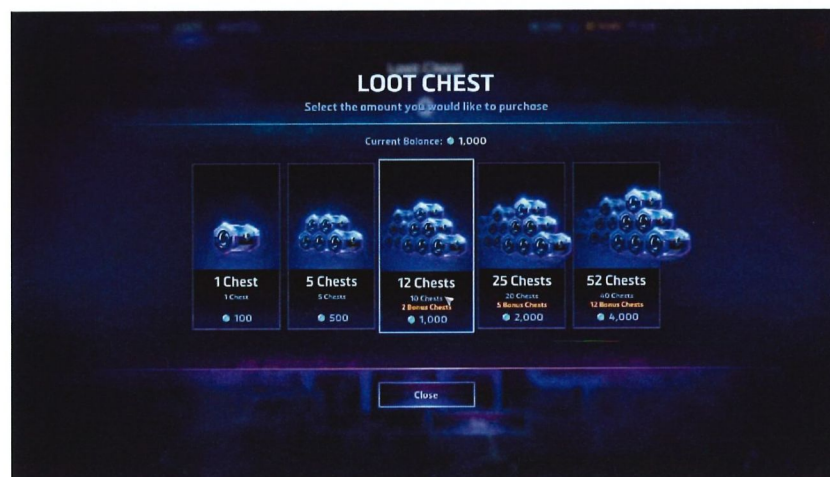 LOOT CHEST
Select the amount you would like to purchase
Current Balance: 1,000
1 Chest
1 Chest
100
5 Chests
5 Chests
500
12 Chests
10 Chests
2 Bonus Chests
1,000
25 Chests
20 Chests
5 Bonus Chests
2,000
52 Chests
40 Chests
12 Bonus Chests
4,000
Close